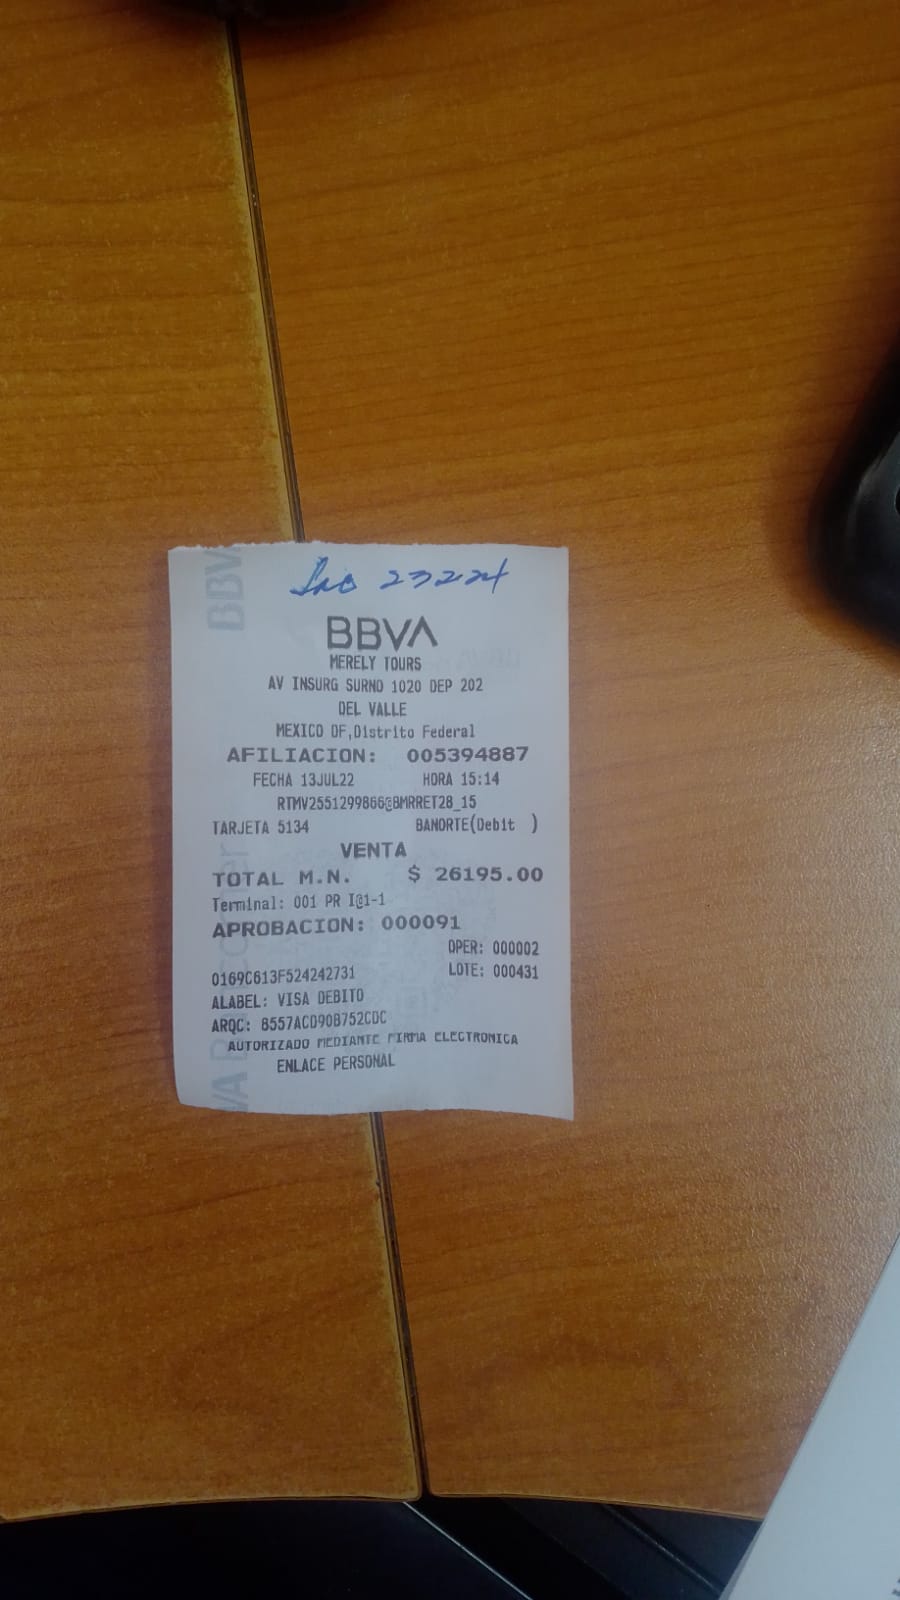 23224
BBVA
MERELY TOURS
AV INSURG SURNO 1020 DEP 202
DEL VALLE
MEXICO DF,Distrito Federal
AFILIACION: 005394887
FECHA 13JUL22 HORA 15:14
RTMV2551299866@BMRRET28_15
TARJETA 5134 BANORTE(Debit )
VENTA
TOTAL M.N. $ 26195.00
Terminal: 001 PR I@1-1
APROBACION: 000091
OPER: 000002
0169C613F524242731 LOTE: 000431
ALABEL: VISA DEBITO
ARQC: 8557ACD90B752CDC
AUTORIZADO MEDIANTE FIRMA ELECTRONICA
ENLACE PERSONAL